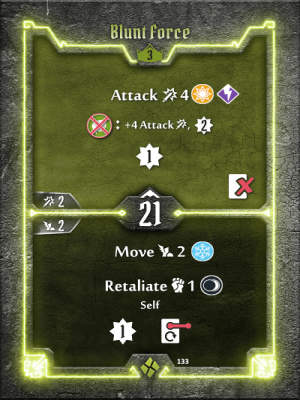 Blunt Force
3
Attack 4
: +4 Attack , 2
1
2
21
2
Move 2
Retaliate 1
Self
1
133